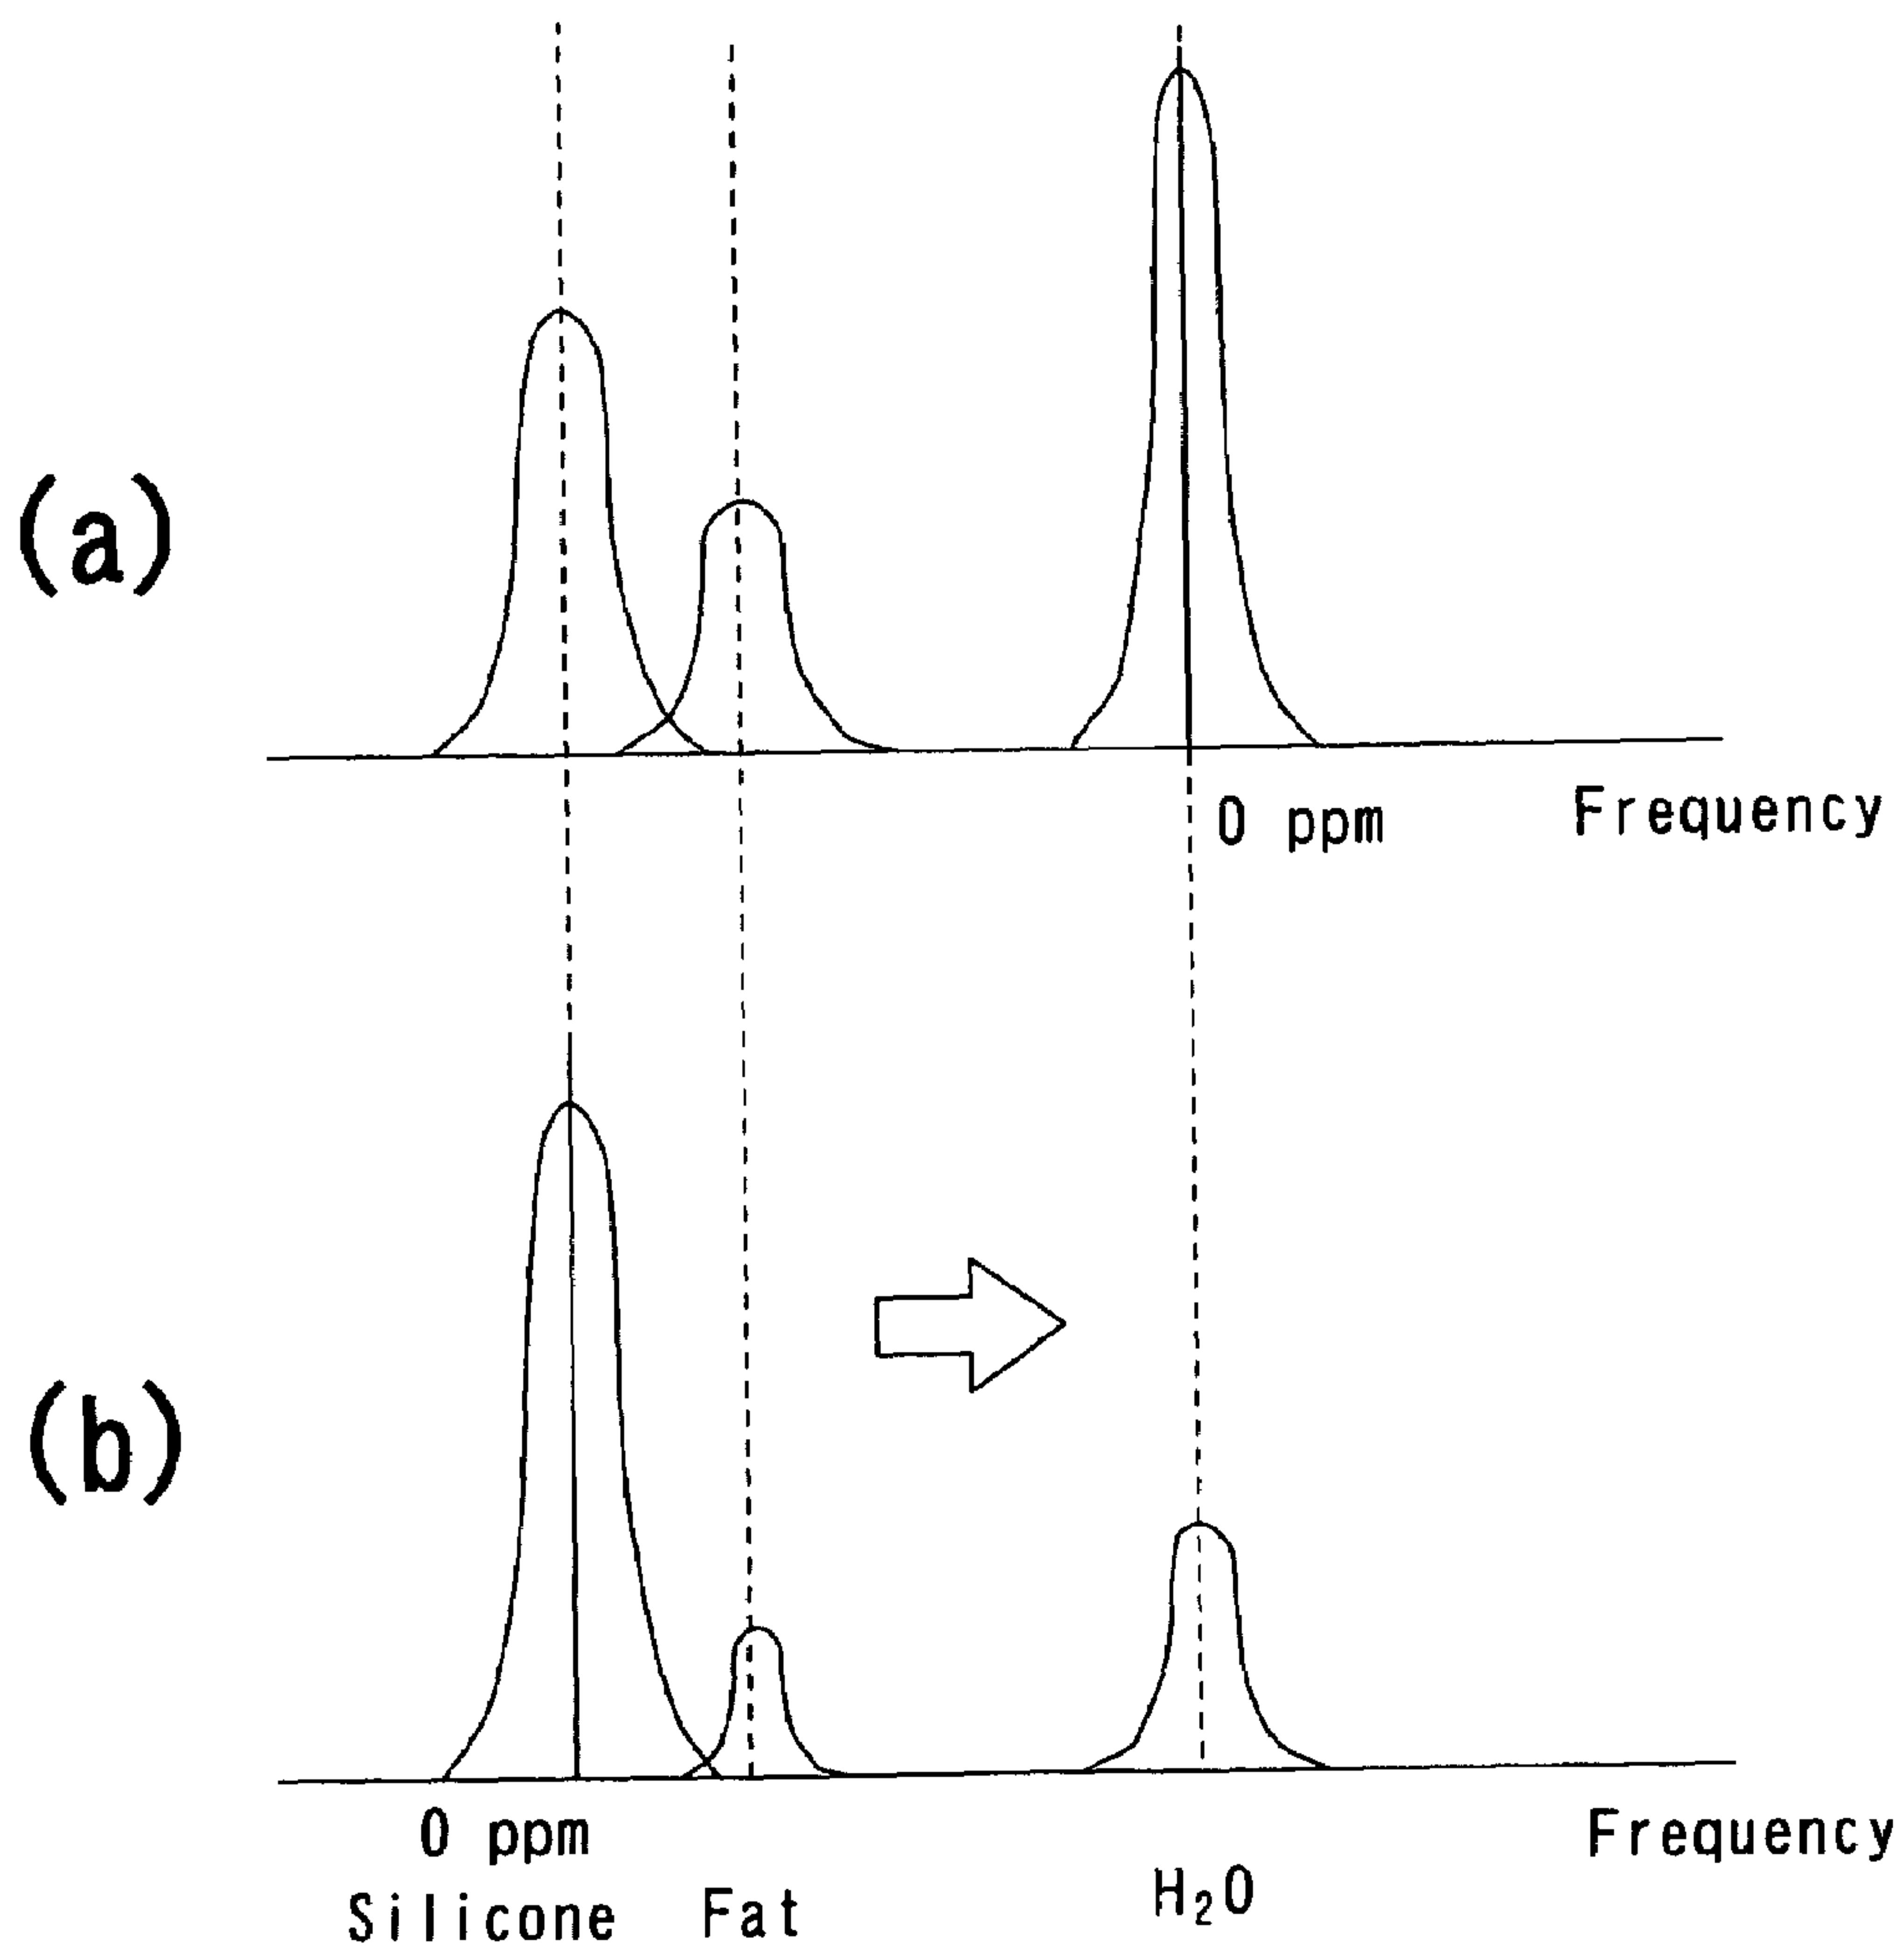 (a)
0 ppm
Frequency
(b)
0 ppm
Frequency
Silicone
Fat
H₂O